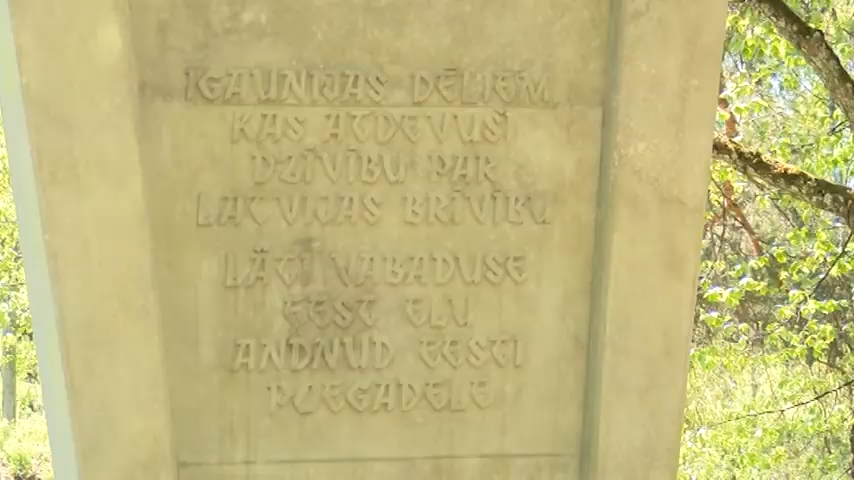 IGAUNIJAS DĒLIEM,
KAS ATDEVUŠI
DZĪVĪBU PAR
LATVIJAS BRĪVĪBU
LÄTI VABADUSE
EEST ELU
ANDNUD EESTI
POEGADELE